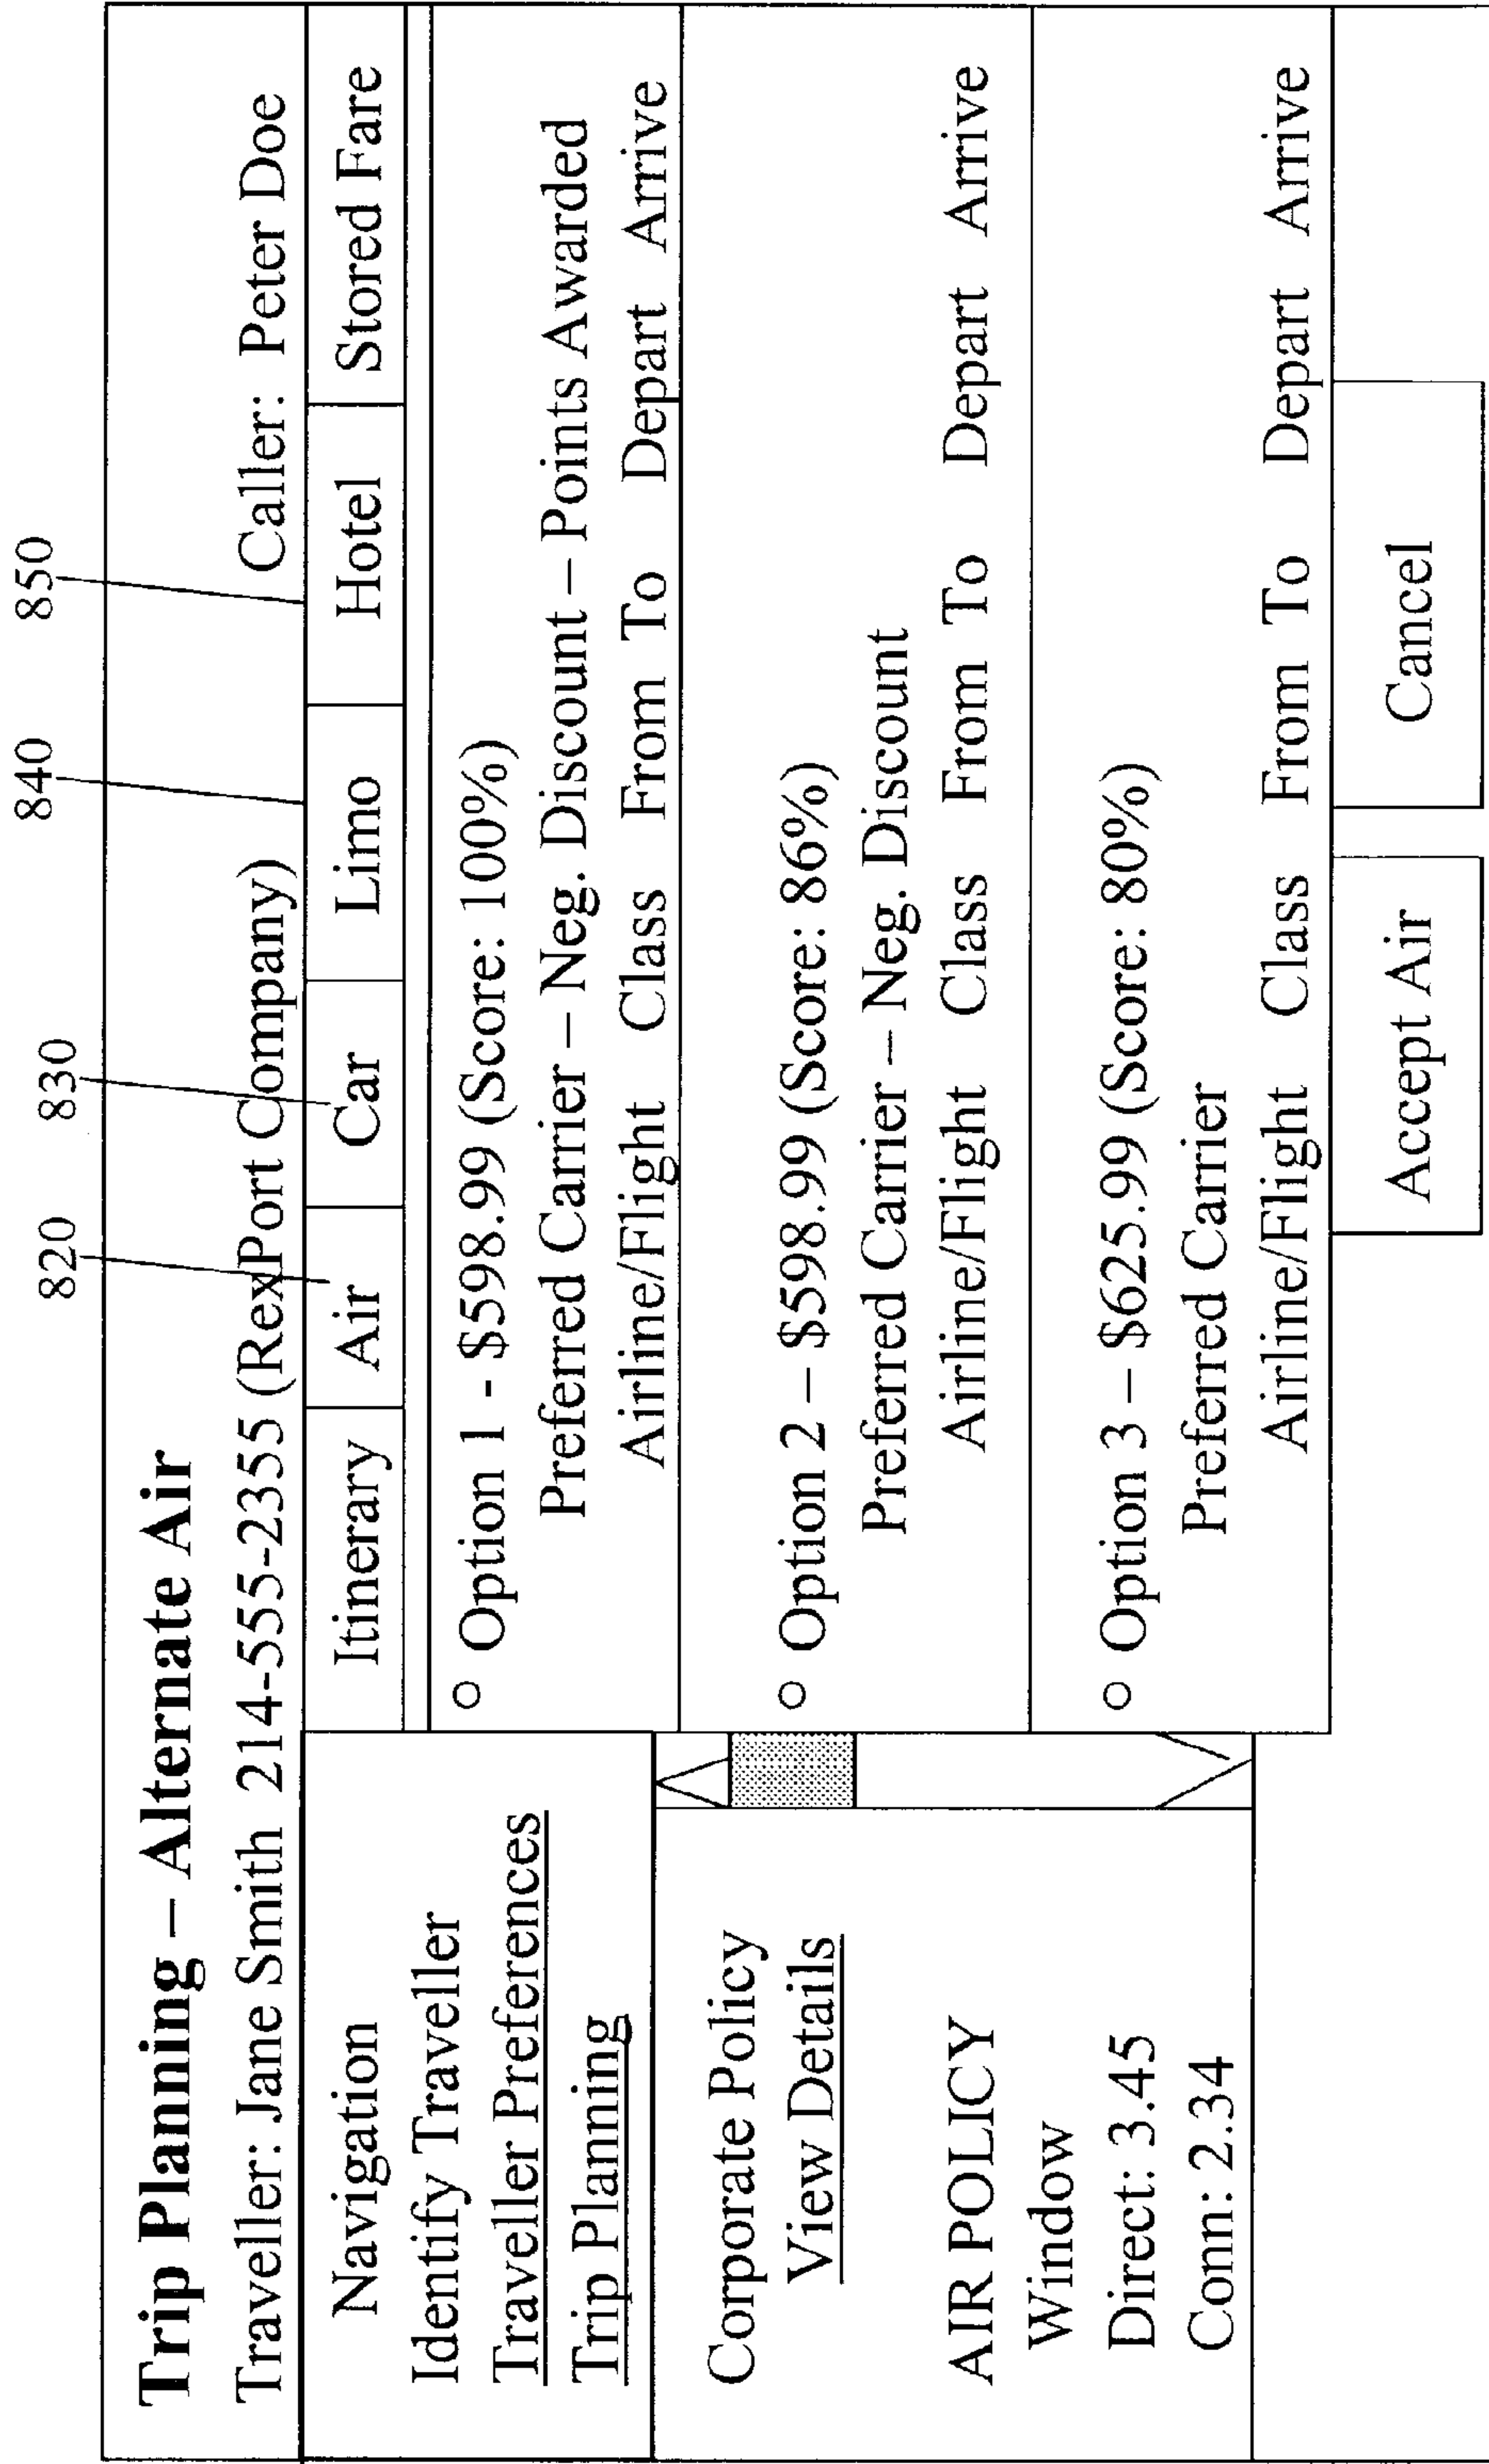 820 830 840 850
Trip Planning – Alternate Air
Traveller: Jane Smith 214-555-2355 (RexPort Company) Caller: Peter Doe
Navigation
Identify Traveller
Traveller Preferences
Trip Planning
Corporate Policy
View Details
AIR POLICY
Window
Direct: 3.45
Conn: 2.34
Itinerary Air Car Limo Hotel Stored Fare
Option 1 - $598.99 (Score: 100%)
Preferred Carrier – Neg. Discount – Points Awarded
Airline/Flight Class From To Depart Arrive
Option 2 – $598.99 (Score: 86%)
Preferred Carrier – Neg. Discount
Airline/Flight Class From To Depart Arrive
Option 3 – $625.99 (Score: 80%)
Preferred Carrier
Airline/Flight Class From To Depart Arrive
Accept Air Cancel